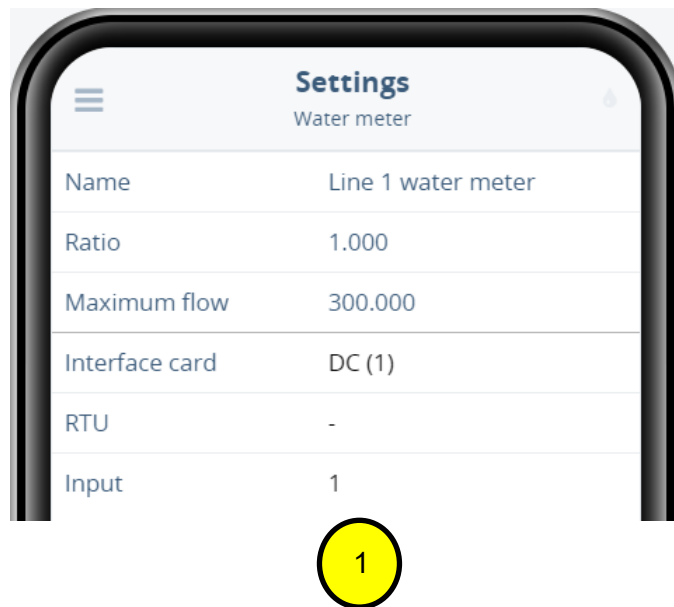 Settings
Water meter
Name Line 1 water meter
Ratio 1.000
Maximum flow 300.000
Interface card DC (1)
RTU -
Input 1
1